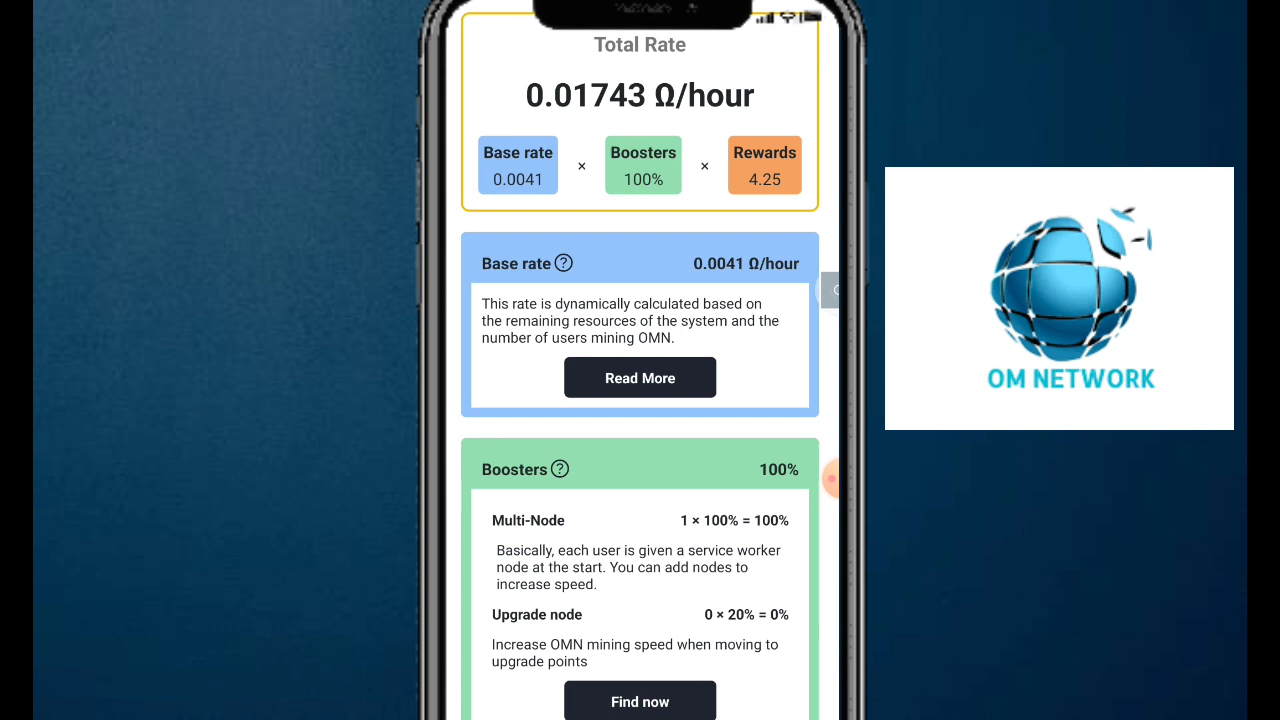 Total Rate
0.01743 Ω/hour
Base rate × Boosters × Rewards
0.0041 100% 4.25
Base rate ? 0.0041 Ω/hour
This rate is dynamically calculated based on
the remaining resources of the system and the
number of users mining OMN.
Read More
Boosters ? 100%
Multi-Node 1 × 100% = 100%
Basically, each user is given a service worker
node at the start. You can add nodes to
increase speed.
Upgrade node 0 × 20% = 0%
Increase OMN mining speed when moving to
upgrade points
Find now
OM NETWORK